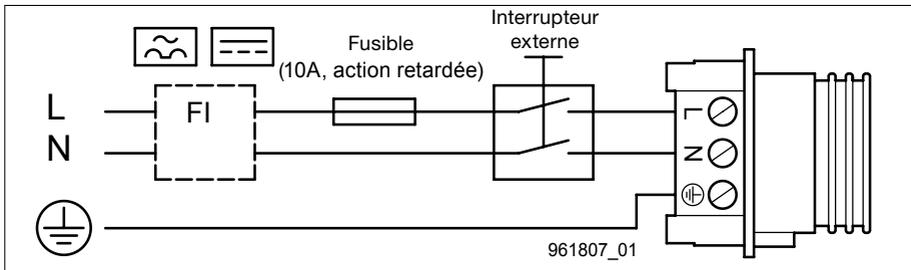 Interrupteur
externe
Fusible
(10A, action retardée)
L
FI
N
L
N
961807_01